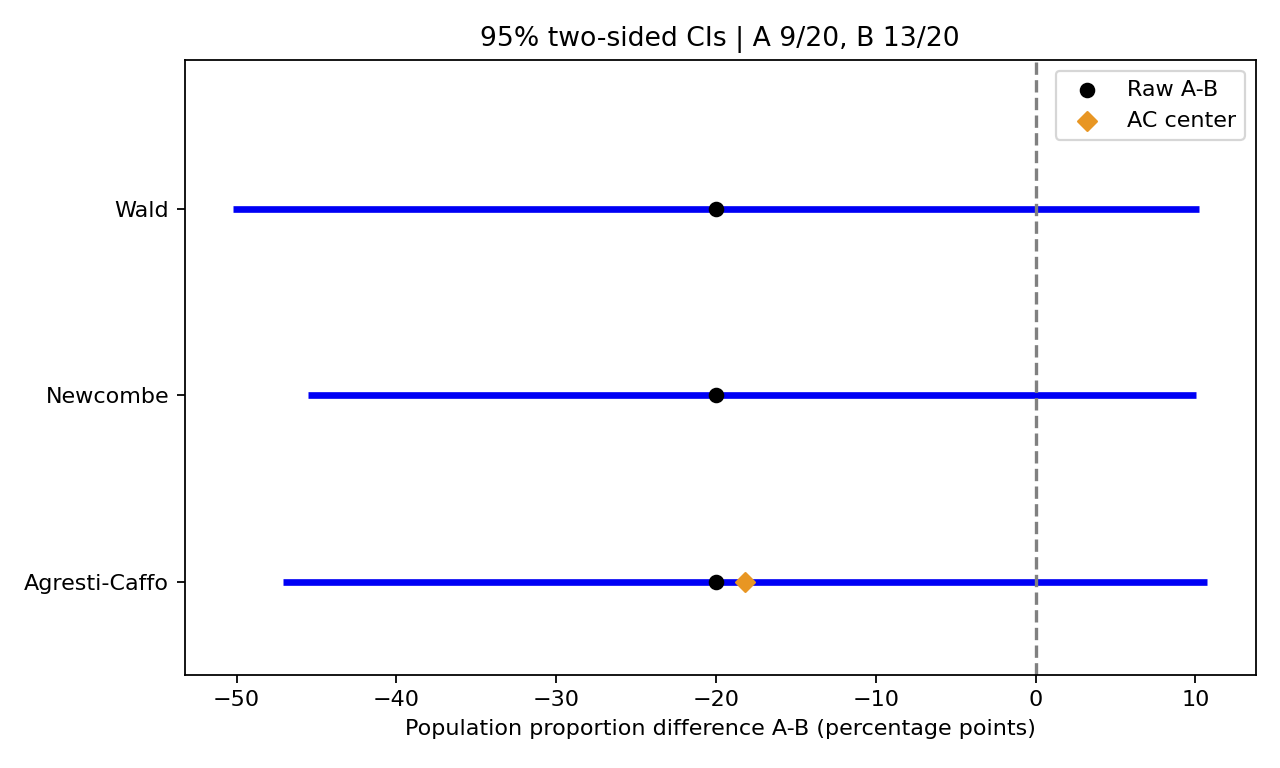 95% two-sided CIs | A 9/20, B 13/20
Raw A-B
AC center
Wald
Newcombe
Agresti-Caffo
−50
−40
−30
−20
−10
0
10
Population proportion difference A-B (percentage points)